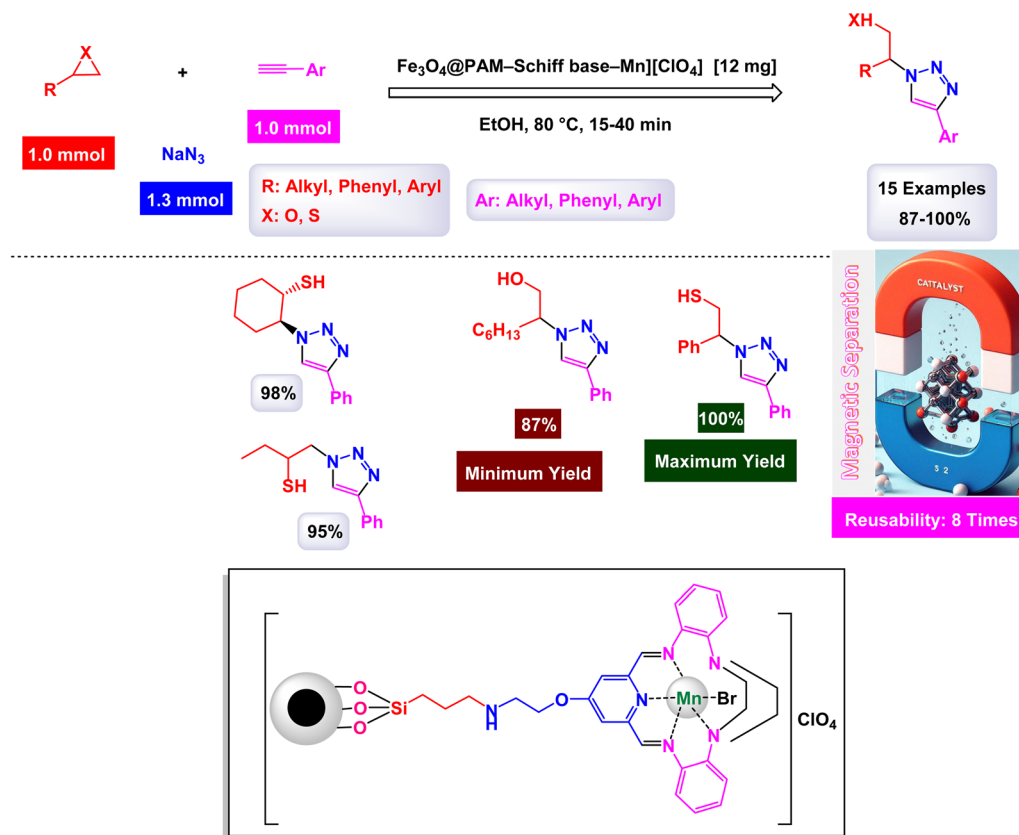 X
R
+
Ar
1.0 mmol
NaN3
1.3 mmol
1.0 mmol
R: Alkyl, Phenyl, Aryl
X: O, S
Ar: Alkyl, Phenyl, Aryl
Fe3O4@PAM–Schiff base–Mn][ClO4] [12 mg]
EtOH, 80 °C, 15-40 min
XH
R
N
N
N
Ar
15 Examples
87-100%
SH
N
N
N
Ph
98%
HO
C6H13
N
N
N
Ph
87%
Minimum Yield
HS
Ph
N
N
N
Ph
100%
Maximum Yield
SH
N
N
N
Ph
95%
Magnetic Separation
CATTALYST
5 2
Reusability: 8 Times
O
O
O
Si
N
H
O
N
N
N
N
N
Mn
Br
ClO4